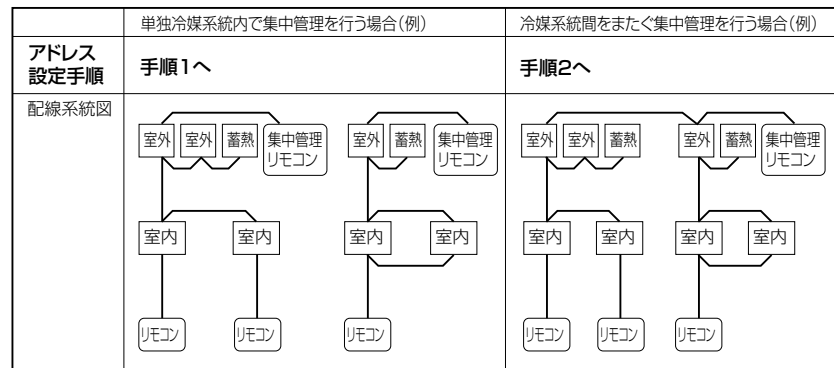 単独冷媒系統内で集中管理を行う場合(例)
冷媒系統間をまたぐ集中管理を行う場合(例)
アドレス
設定手順
手順1へ
手順2へ
配線系統図
室外
室外
蓄熱
集中管理
リモコン
室外
蓄熱
集中管理
リモコン
室外
室外
蓄熱
室外
蓄熱
集中管理
リモコン
室内
室内
室内
室内
室内
室内
室内
室内
リモコン
リモコン
リモコン
リモコン
リモコン
リモコン